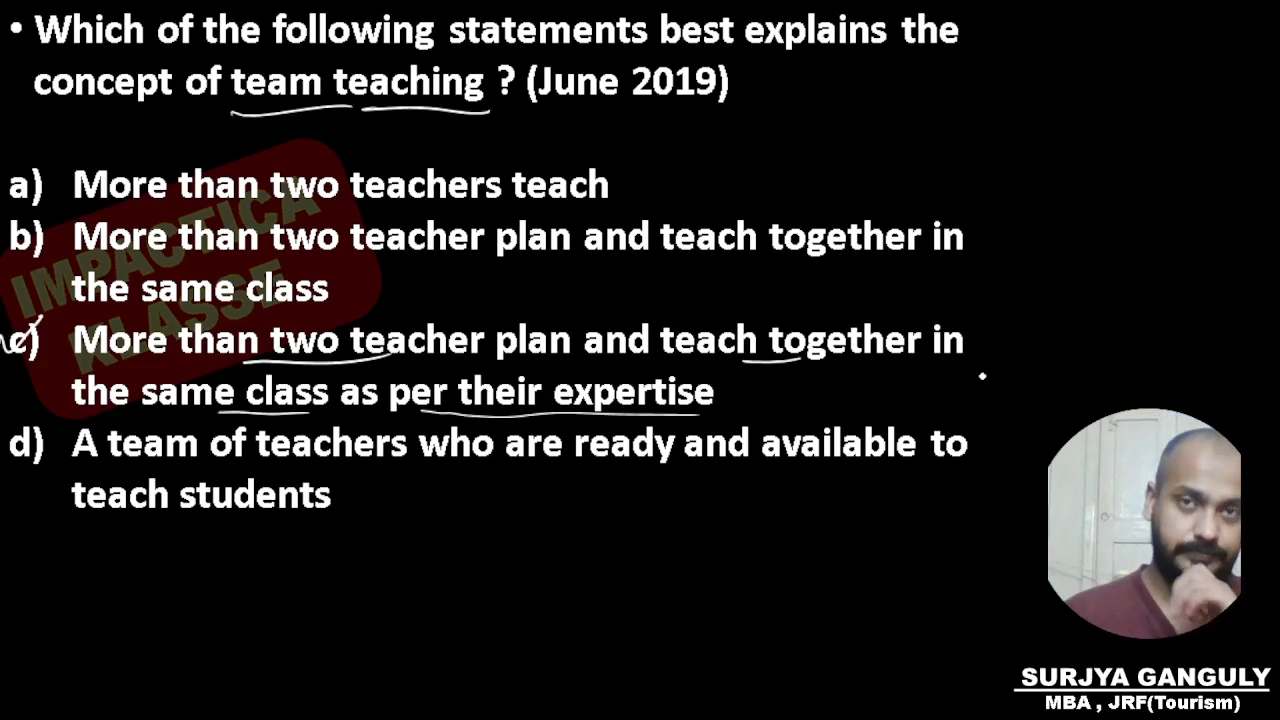 • Which of the following statements best explains the
concept of team teaching ? (June 2019)
a) More than two teachers teach
b) More than two teacher plan and teach together in
the same class
c) More than two teacher plan and teach together in
the same class as per their expertise
d) A team of teachers who are ready and available to
teach students
IMPACTICA
KLASSE
SURJYA GANGULY
MBA , JRF(Tourism)